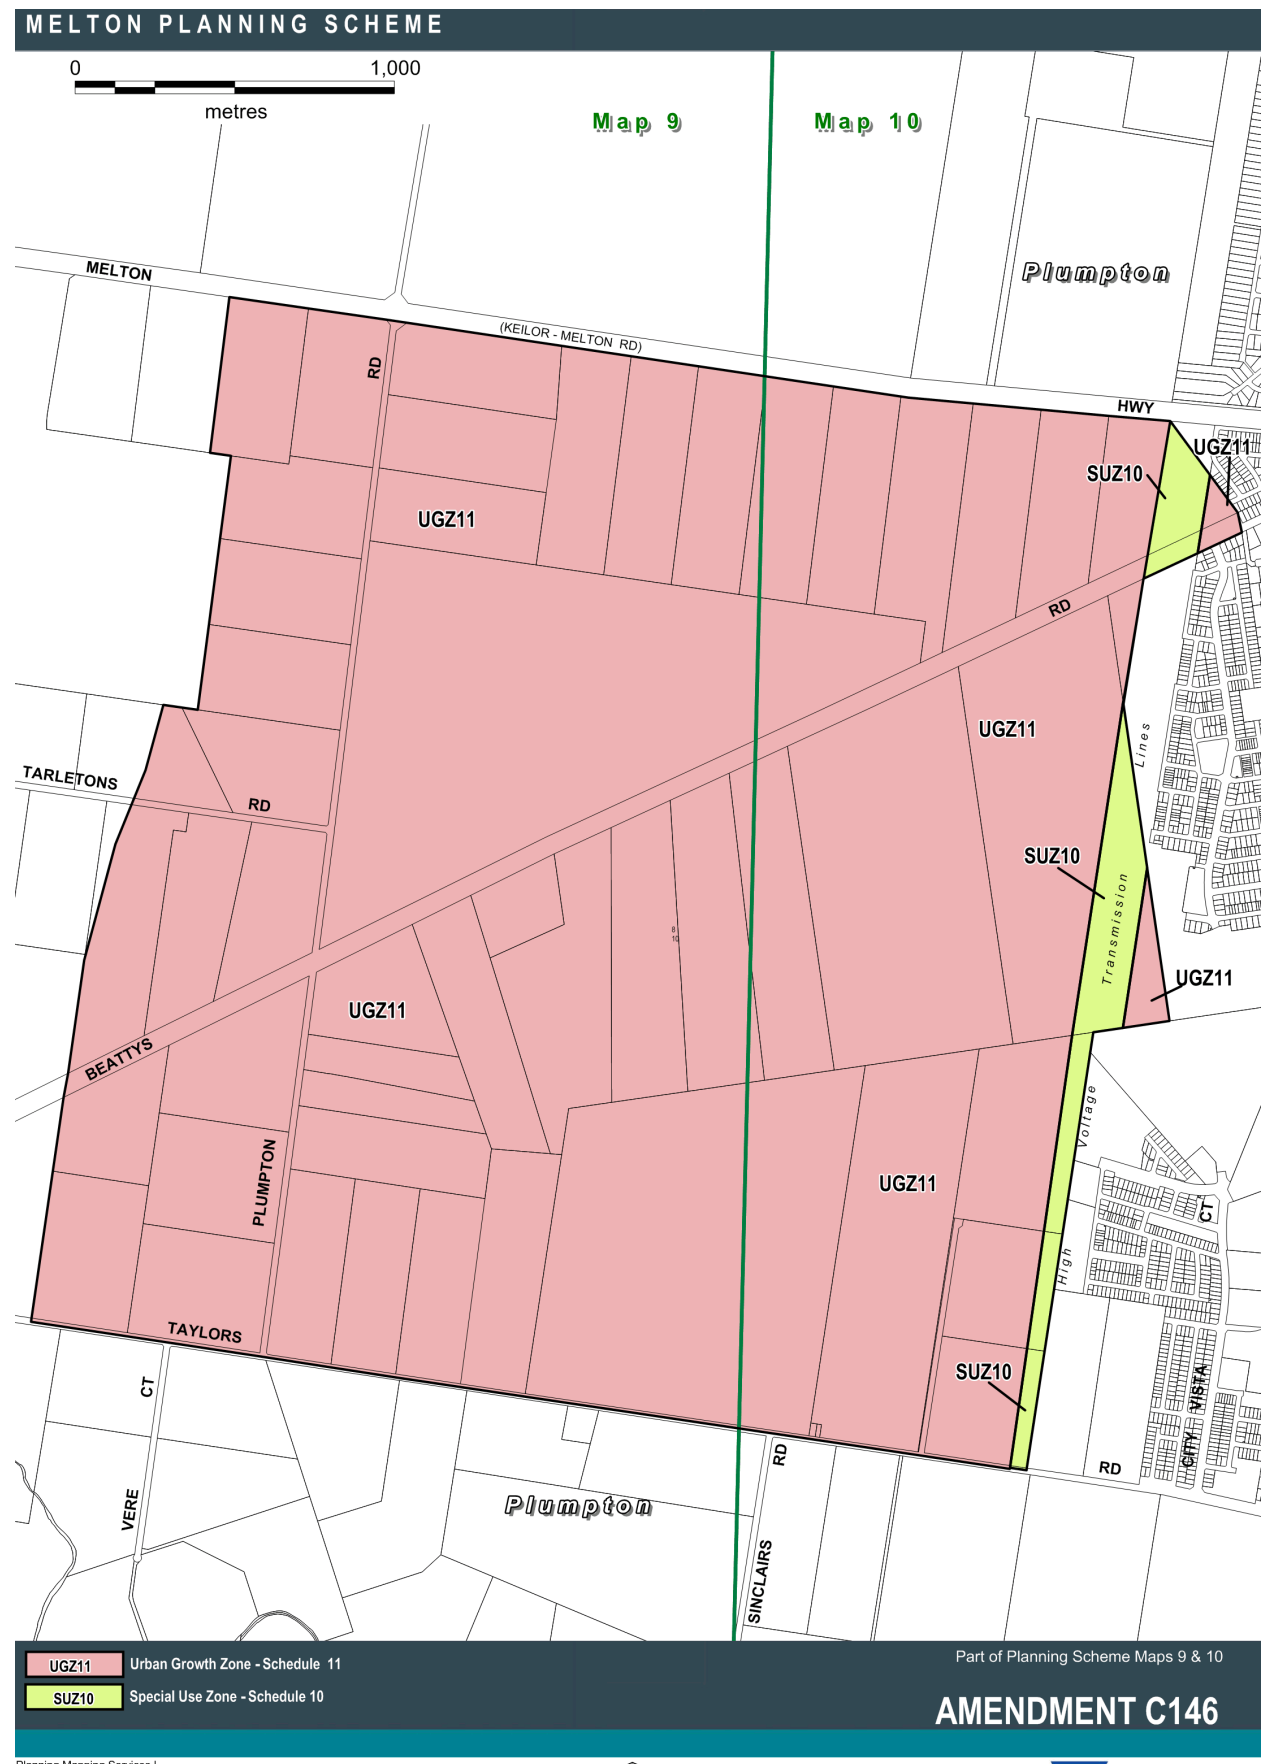 MELTON PLANNING SCHEME
0 1,000
metres
Map 9
Map 10
Plumpton
MELTON
(KEILOR - MELTON RD)
HWY
RD
UGZ11
SUZ10
UGZ11
RD
UGZ11
Lines
TARLETONS
RD
SUZ10
Transmission
8
10
UGZ11
UGZ11
BEATTYS
Voltage
PLUMPTON
UGZ11
CT
High
TAYLORS
SUZ10
CT
VISTA
CITY
RD
RD
VERE
Plumpton
SINCLAIRS
UGZ11 Urban Growth Zone - Schedule 11
SUZ10 Special Use Zone - Schedule 10
Part of Planning Scheme Maps 9 & 10
AMENDMENT C146